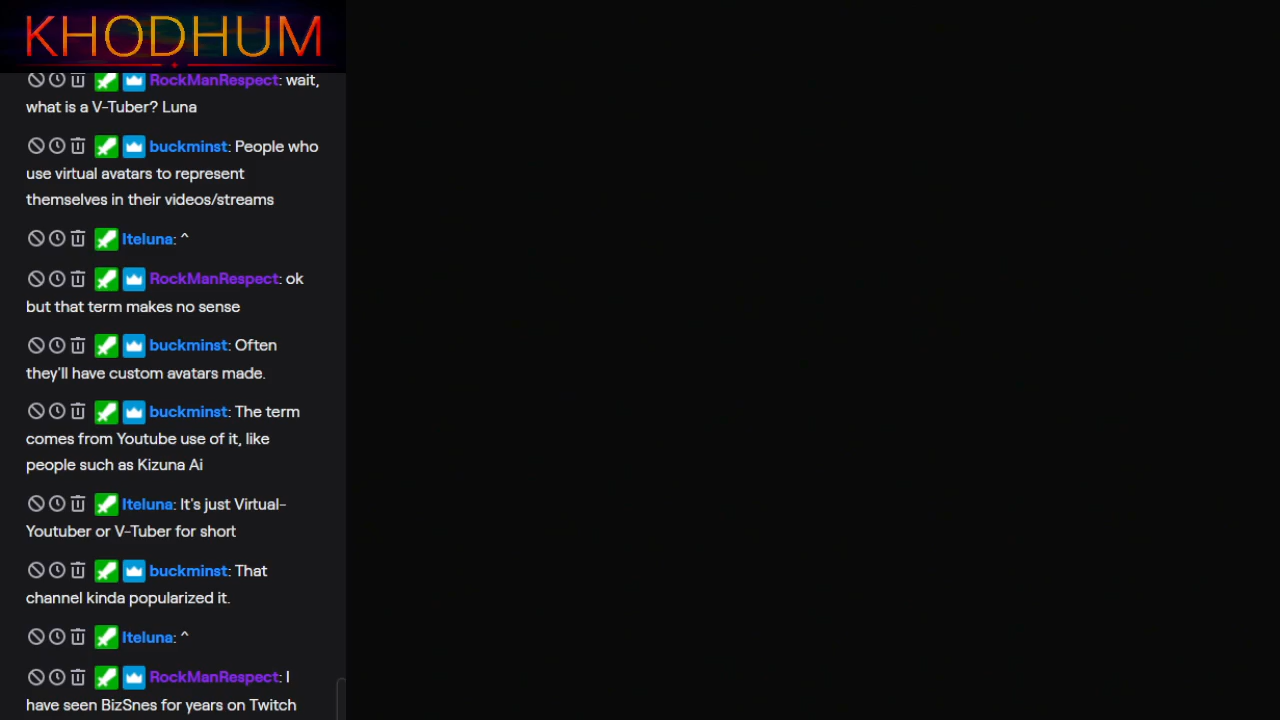 KHODHUM
RockManRespect: wait,
what is a V-Tuber? Luna
buckminst: People who
use virtual avatars to represent
themselves in their videos/streams
Iteluna: ^
RockManRespect: ok
but that term makes no sense
buckminst: Often
they'll have custom avatars made.
buckminst: The term
comes from Youtube use of it, like
people such as Kizuna Ai
Iteluna: It's just Virtual-
Youtuber or V-Tuber for short
buckminst: That
channel kinda popularized it.
Iteluna: ^
RockManRespect: I
have seen BizSnes for years on Twitch